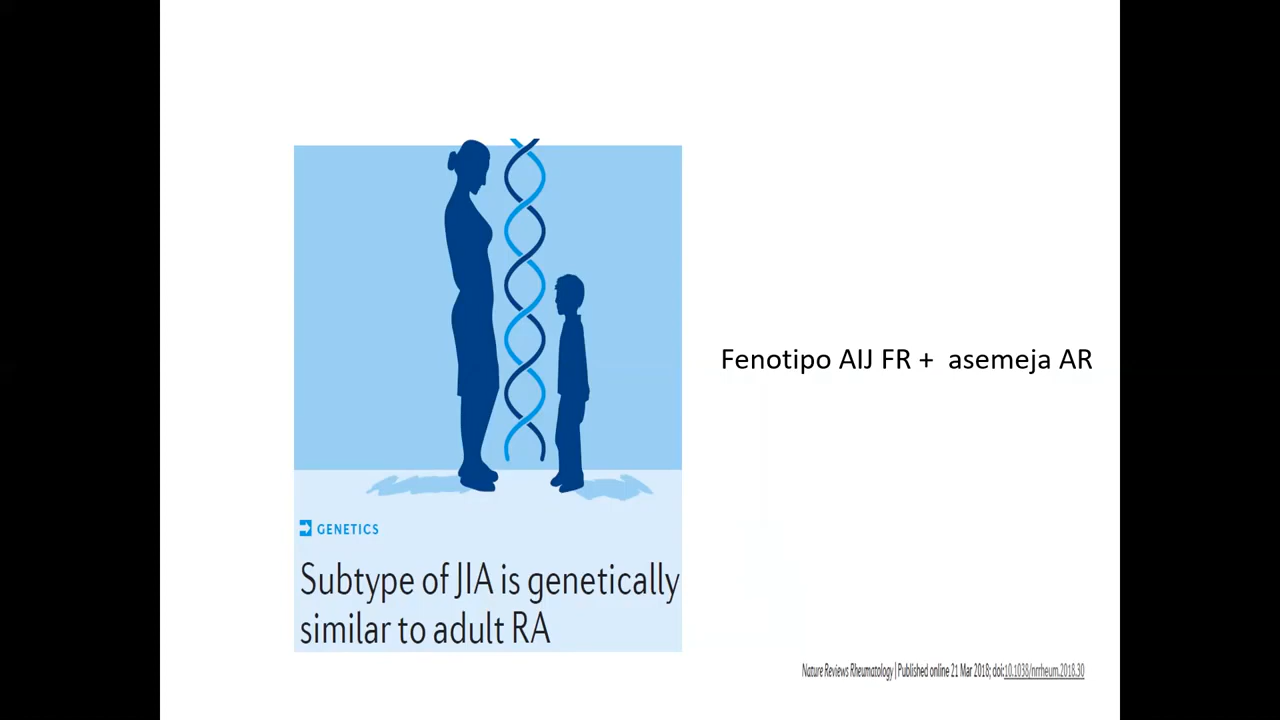 Fenotipo AIJ FR + asemeja AR
GENETICS
Subtype of JIA is genetically
similar to adult RA
Nature Reviews Rheumatology | Published online 21 Mar 2018; doi:10.1038/nrrheum.2018.30